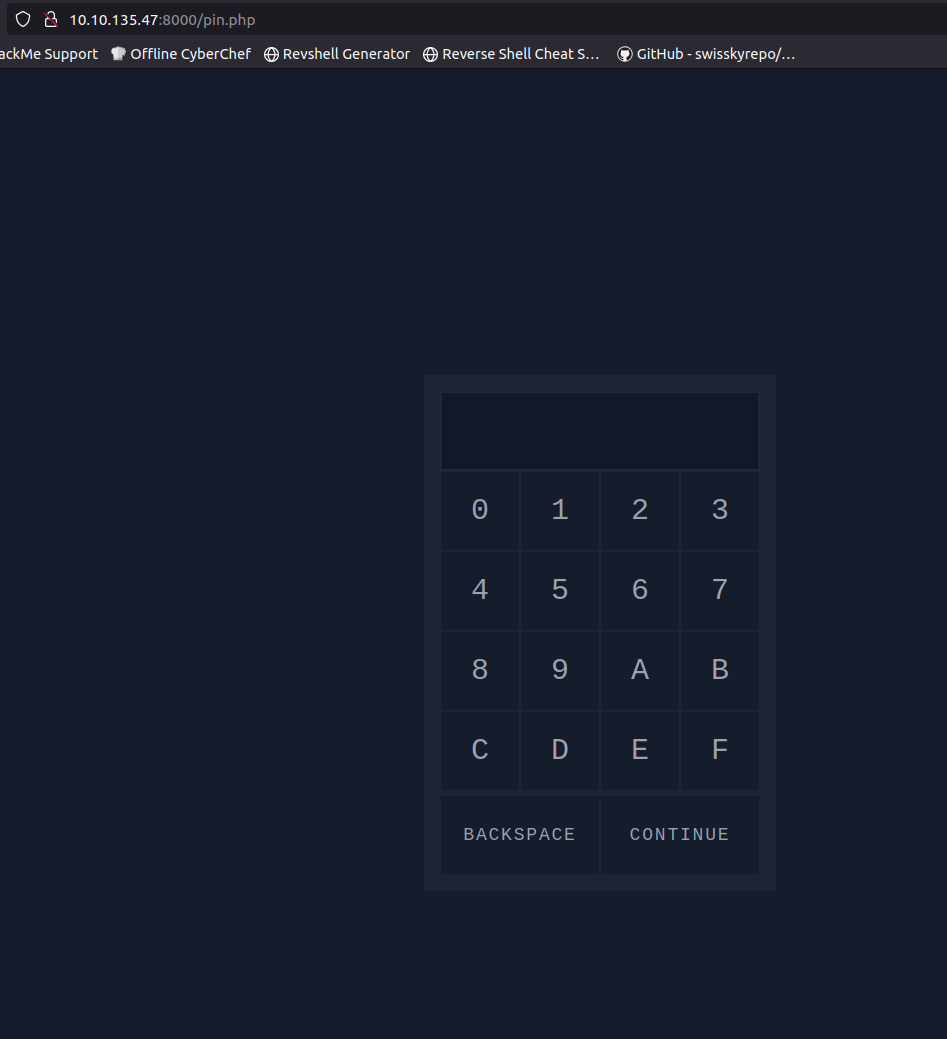 10.10.135.47:8000/pin.php
ackMe Support Offline CyberChef Revshell Generator Reverse Shell Cheat S... GitHub - swisskyrepo/...
0 1 2 3
4 5 6 7
8 9 A B
C D E F
BACKSPACE CONTINUE